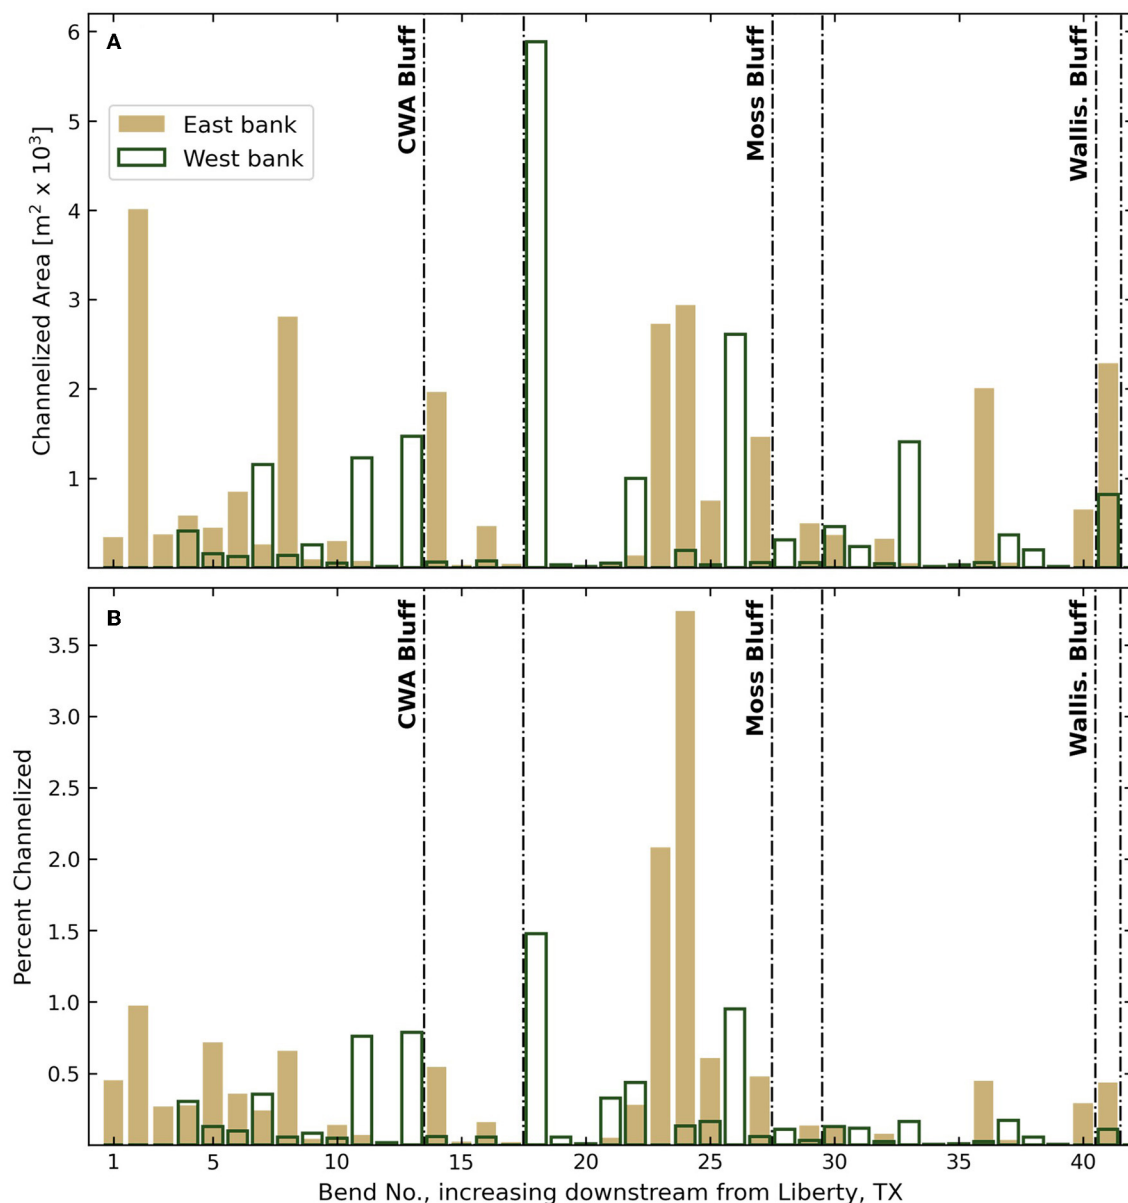 A
CWA Bluff
Moss Bluff
Wallis. Bluff
East bank
West bank
Channelized Area [m² x 10³]
6
5
4
3
2
1
B
CWA Bluff
Moss Bluff
Wallis. Bluff
Percent Channelized
3.5
3.0
2.5
2.0
1.5
1.0
0.5
1 5 10 15 20 25 30 35 40
Bend No., increasing downstream from Liberty, TX